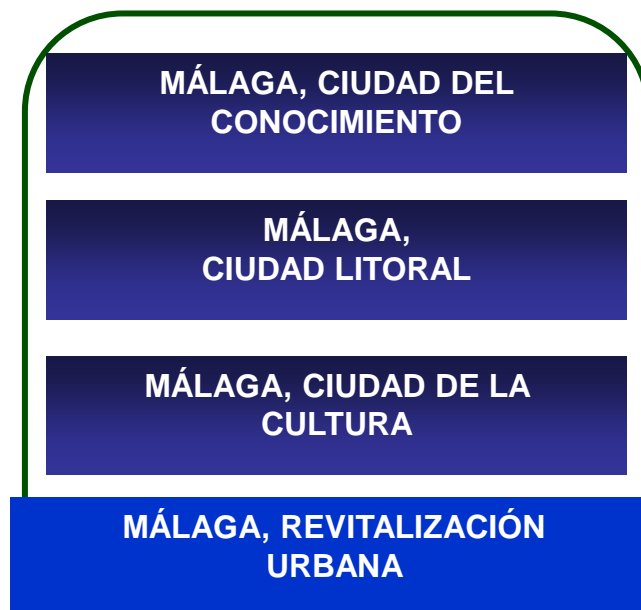 MÁLAGA, CIUDAD DEL
CONOCIMIENTO
MÁLAGA,
CIUDAD LITORAL
MÁLAGA, CIUDAD DE LA
CULTURA
MÁLAGA, REVITALIZACIÓN
URBANA